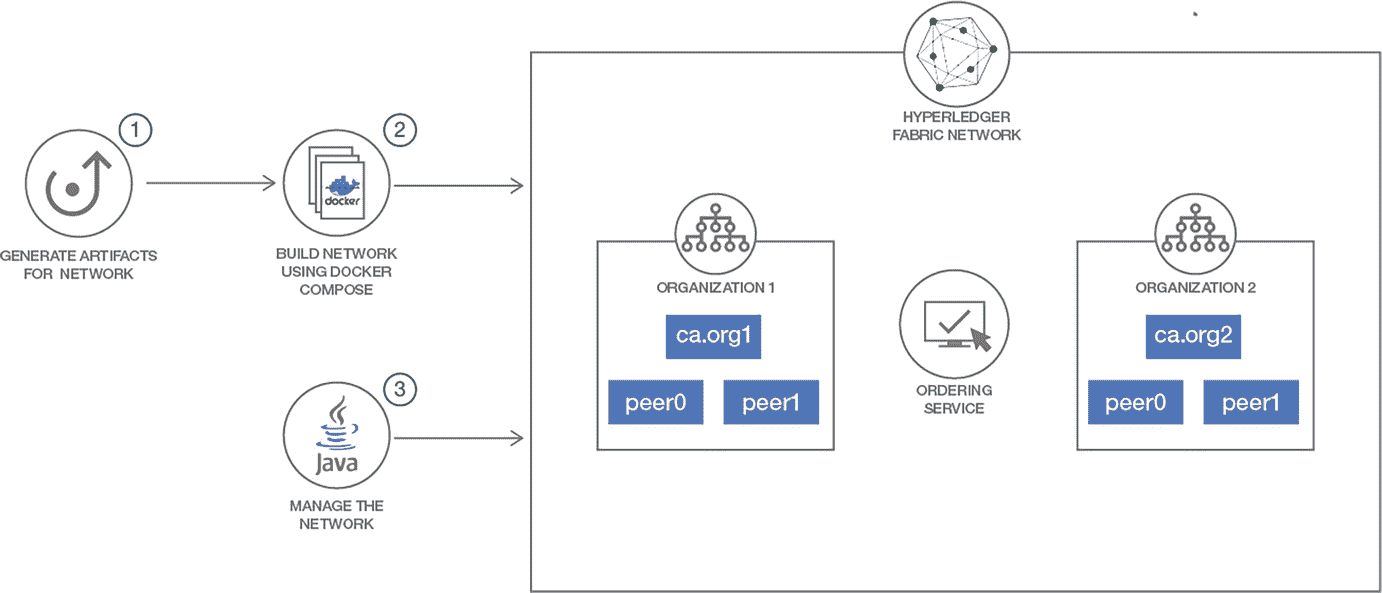 1
GENERATE ARTIFACTS
FOR NETWORK
2
docker
BUILD NETWORK
USING DOCKER
COMPOSE
3
Java
MANAGE THE
NETWORK
HYPERLEDGER
FABRIC NETWORK
ORGANIZATION 1
ca.org1
peer0
peer1
ORDERING
SERVICE
ORGANIZATION 2
ca.org2
peer0
peer1